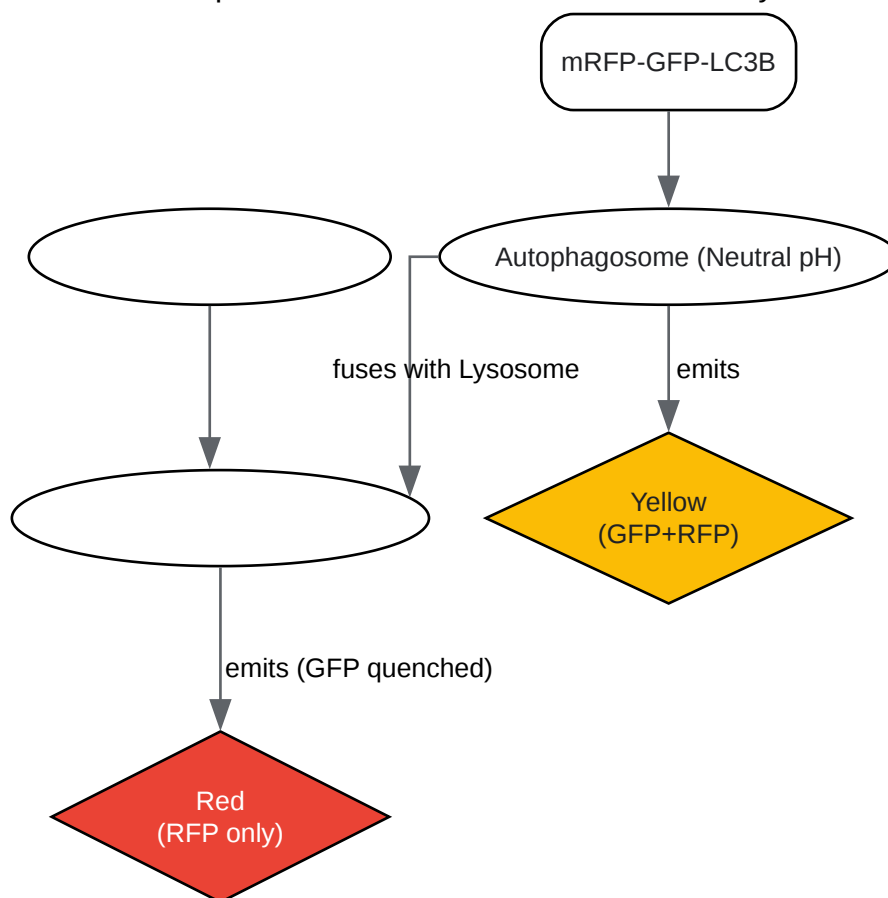 mRFP-GFP-LC3B
Autophagosome (Neutral pH)
fuses with Lysosome
emits
Yellow
(GFP+RFP)
emits (GFP quenched)
Red
(RFP only)